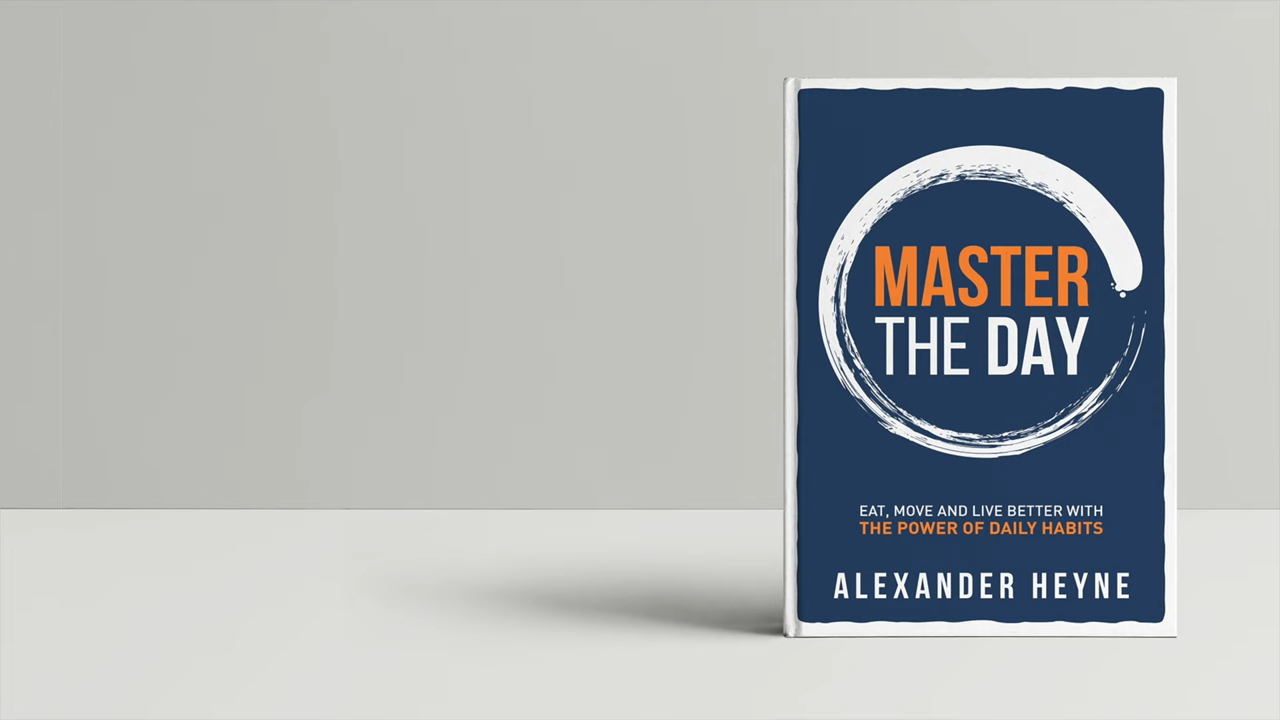 MASTER
THE DAY
EAT, MOVE AND LIVE BETTER WITH
THE POWER OF DAILY HABITS
ALEXANDER HEYNE